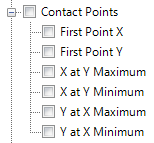 Contact Points
First Point X
First Point Y
X at Y Maximum
X at Y Minimum
Y at X Maximum
Y at X Minimum